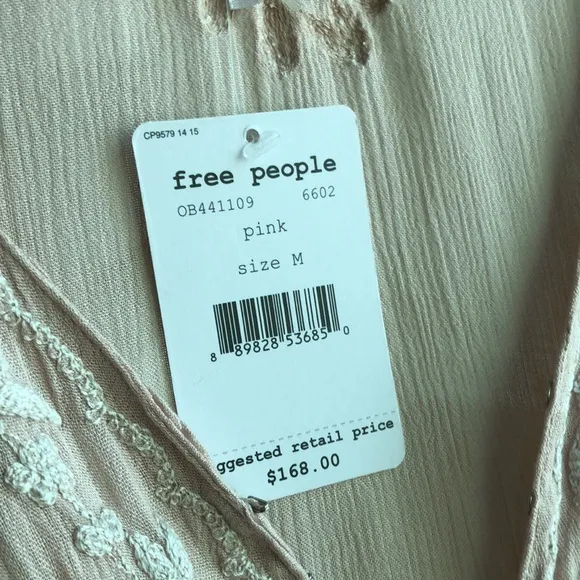 CP9579 14 15
free people
OB441109 6602
pink
size M
8 89828 53685 0
ggested retail price
$168.00